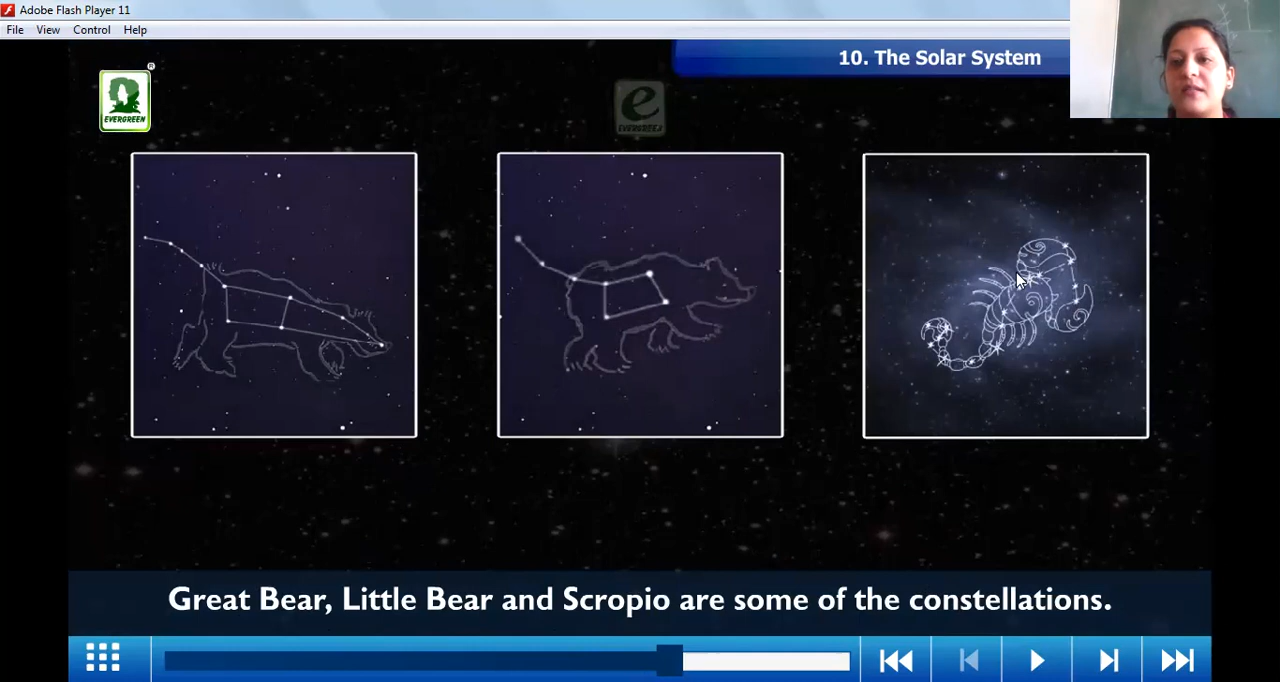 Adobe Flash Player 11
File View Control Help
10. The Solar System
EVERGREEN
e
EVERGREEN
Great Bear, Little Bear and Scropio are some of the constellations.